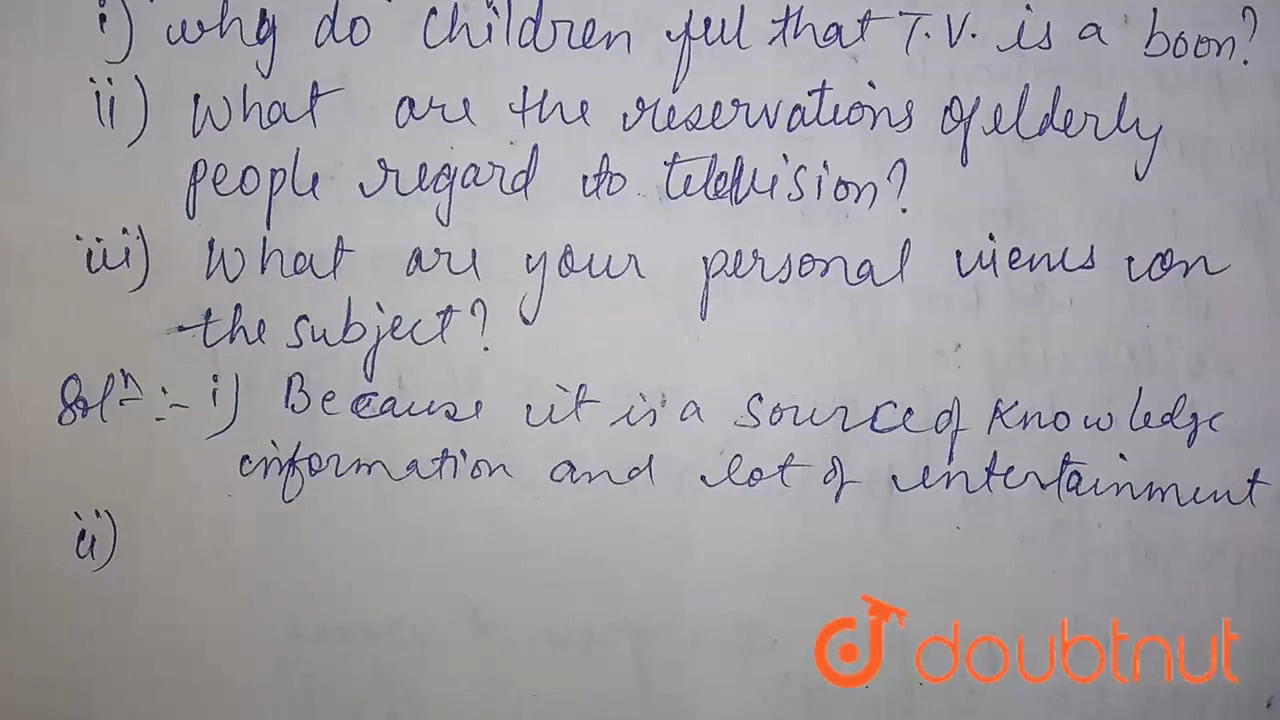 i) why do children feel that T.V. is a boon?
ii) What are the reservations of elderly
people regard to television?
iii) What are your personal views on
the subject?
Solⁿ :- i) Because it is a source of knowledge
information and lot of entertainment
ii)
doubtnut